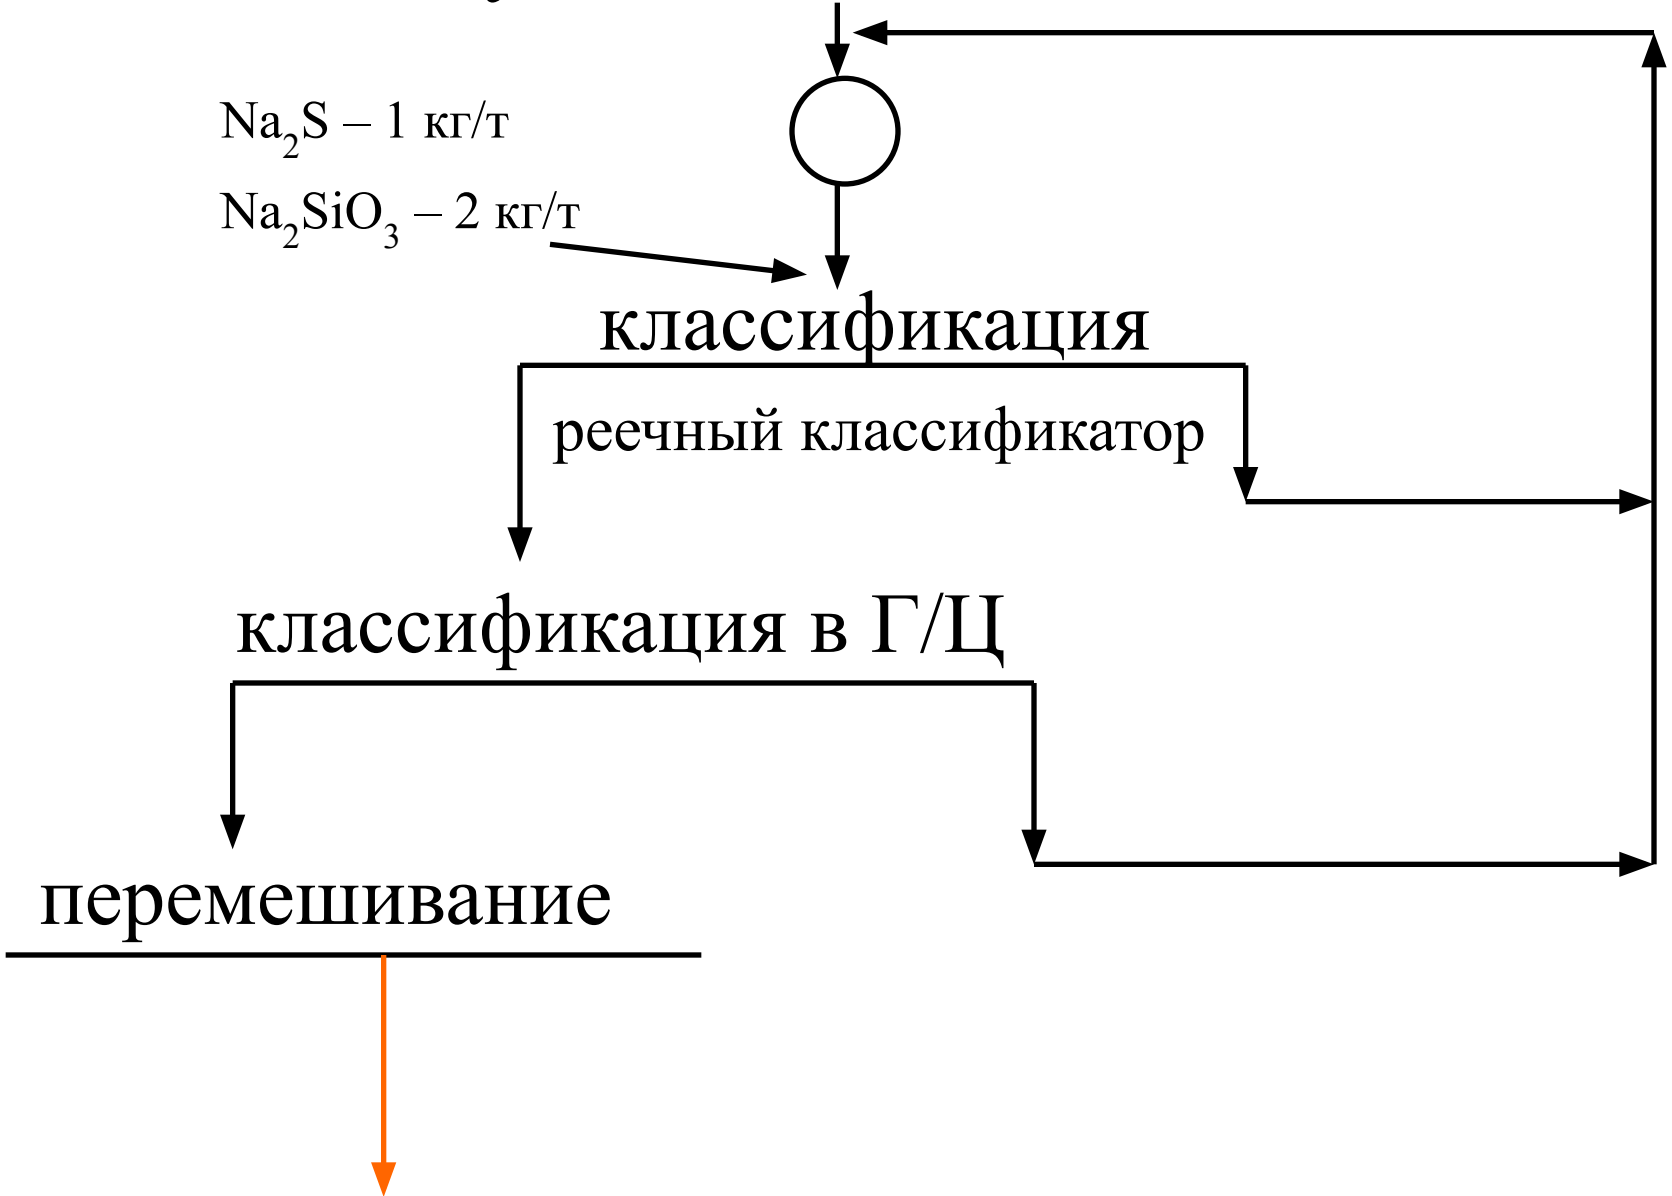 Na₂S – 1 кг/т
Na₂SiO₃ – 2 кг/т
классификация
реечный классификатор
классификация в Г/Ц
перемешивание